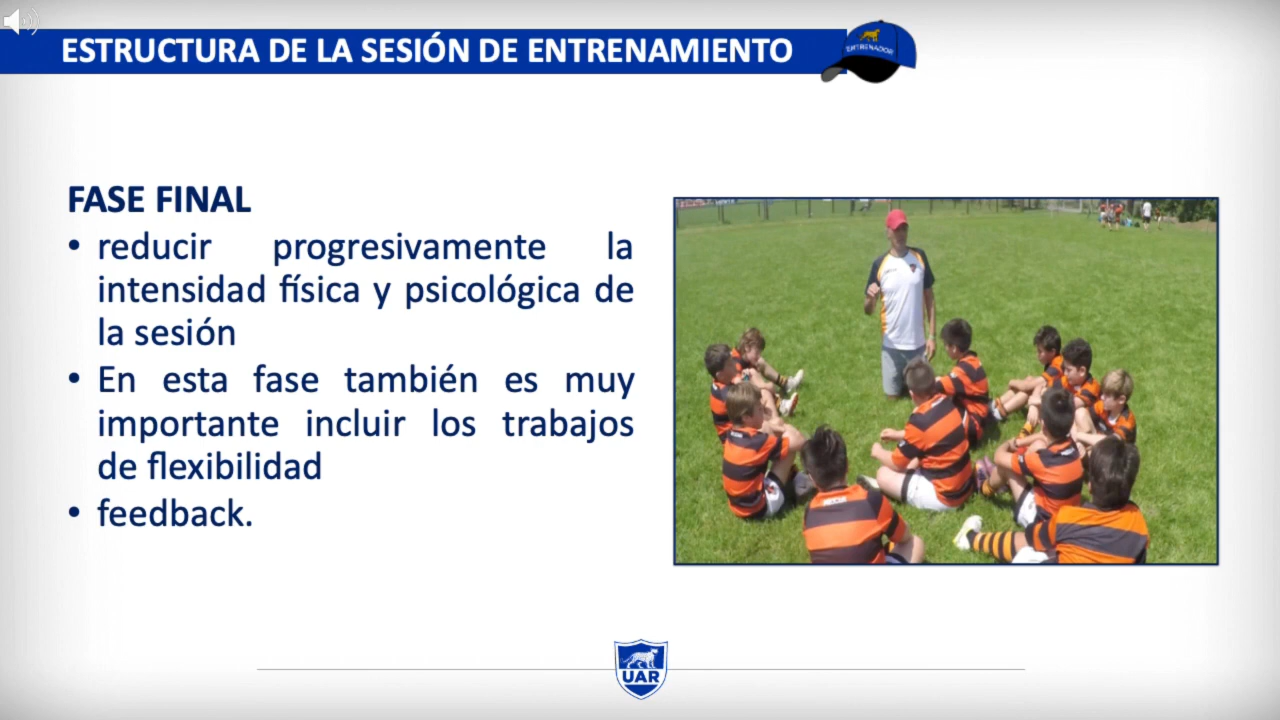 ESTRUCTURA DE LA SESIÓN DE ENTRENAMIENTO
ENTRENADOR
FASE FINAL
• reducir progresivamente la
intensidad física y psicológica de
la sesión
• En esta fase también es muy
importante incluir los trabajos
de flexibilidad
• feedback.
UAR